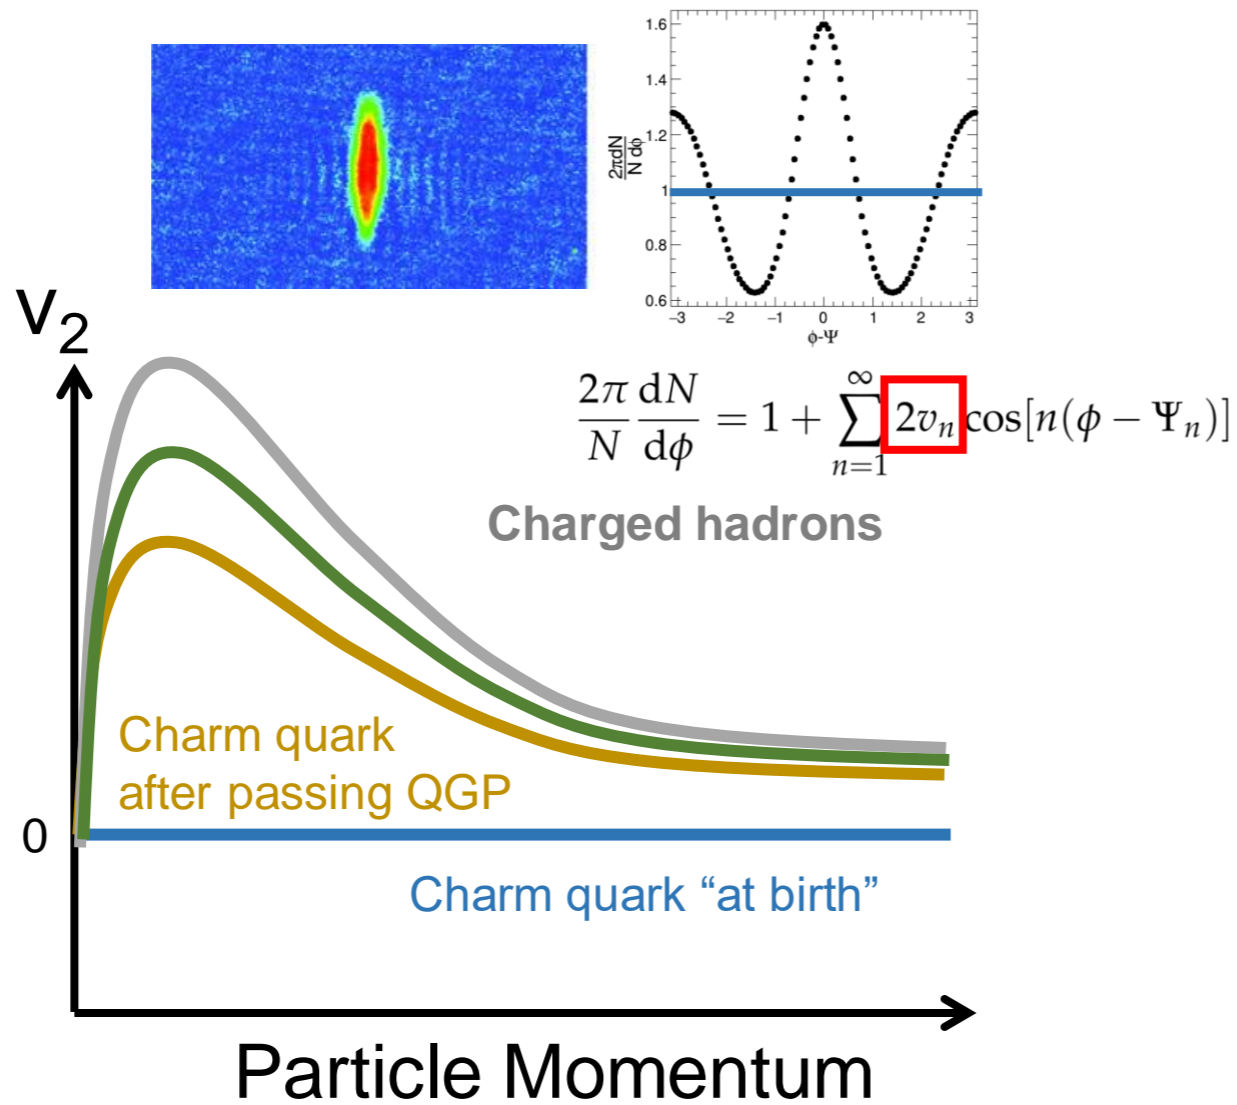 1.6
1.4
1.2
1
0.8
0.6
2πdN
N dϕ
−3 −2 −1 0 1 2 3
ϕ-Ψ
v₂
2π/N dN/dϕ = 1 + ∑_{n=1}^{∞} 2vₙ cos[n(ϕ − Ψₙ)]
Charged hadrons
Charm quark
after passing QGP
0
Charm quark “at birth”
Particle Momentum